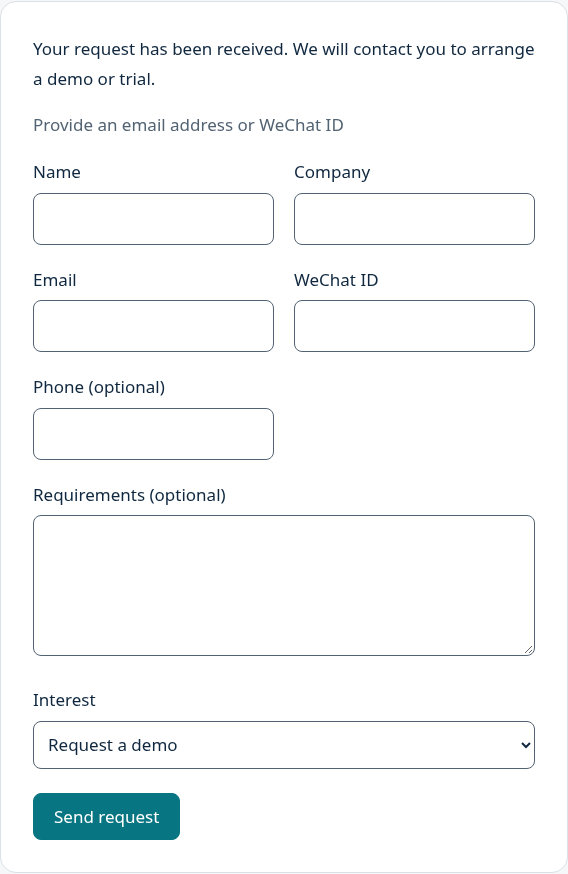 Your request has been received. We will contact you to arrange
a demo or trial.
Provide an email address or WeChat ID
Name
Company
Email
WeChat ID
Phone (optional)
Requirements (optional)
Interest
Request a demo
Send request